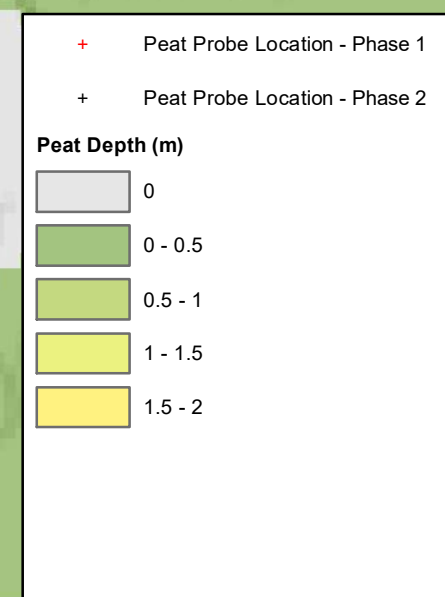 + Peat Probe Location - Phase 1
+ Peat Probe Location - Phase 2
Peat Depth (m)
0
0 - 0.5
0.5 - 1
1 - 1.5
1.5 - 2